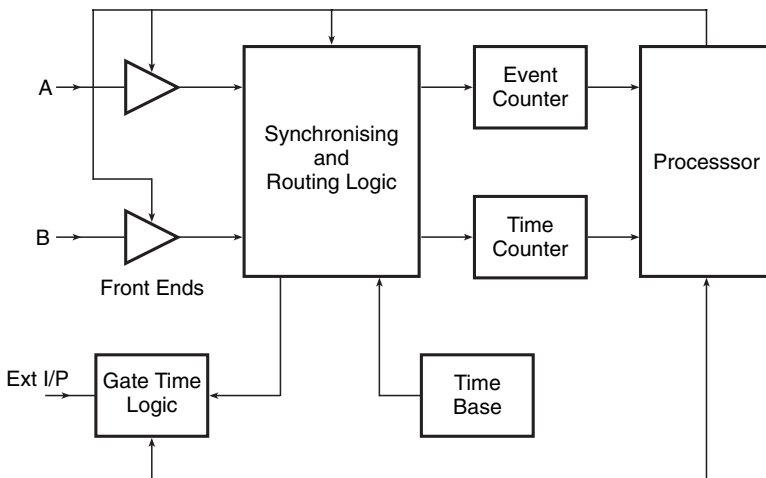 A
Event
Counter
Synchronising
and
Routing Logic
Processsor
B
Time
Counter
Front Ends
Ext I/P
Gate Time
Logic
Time
Base